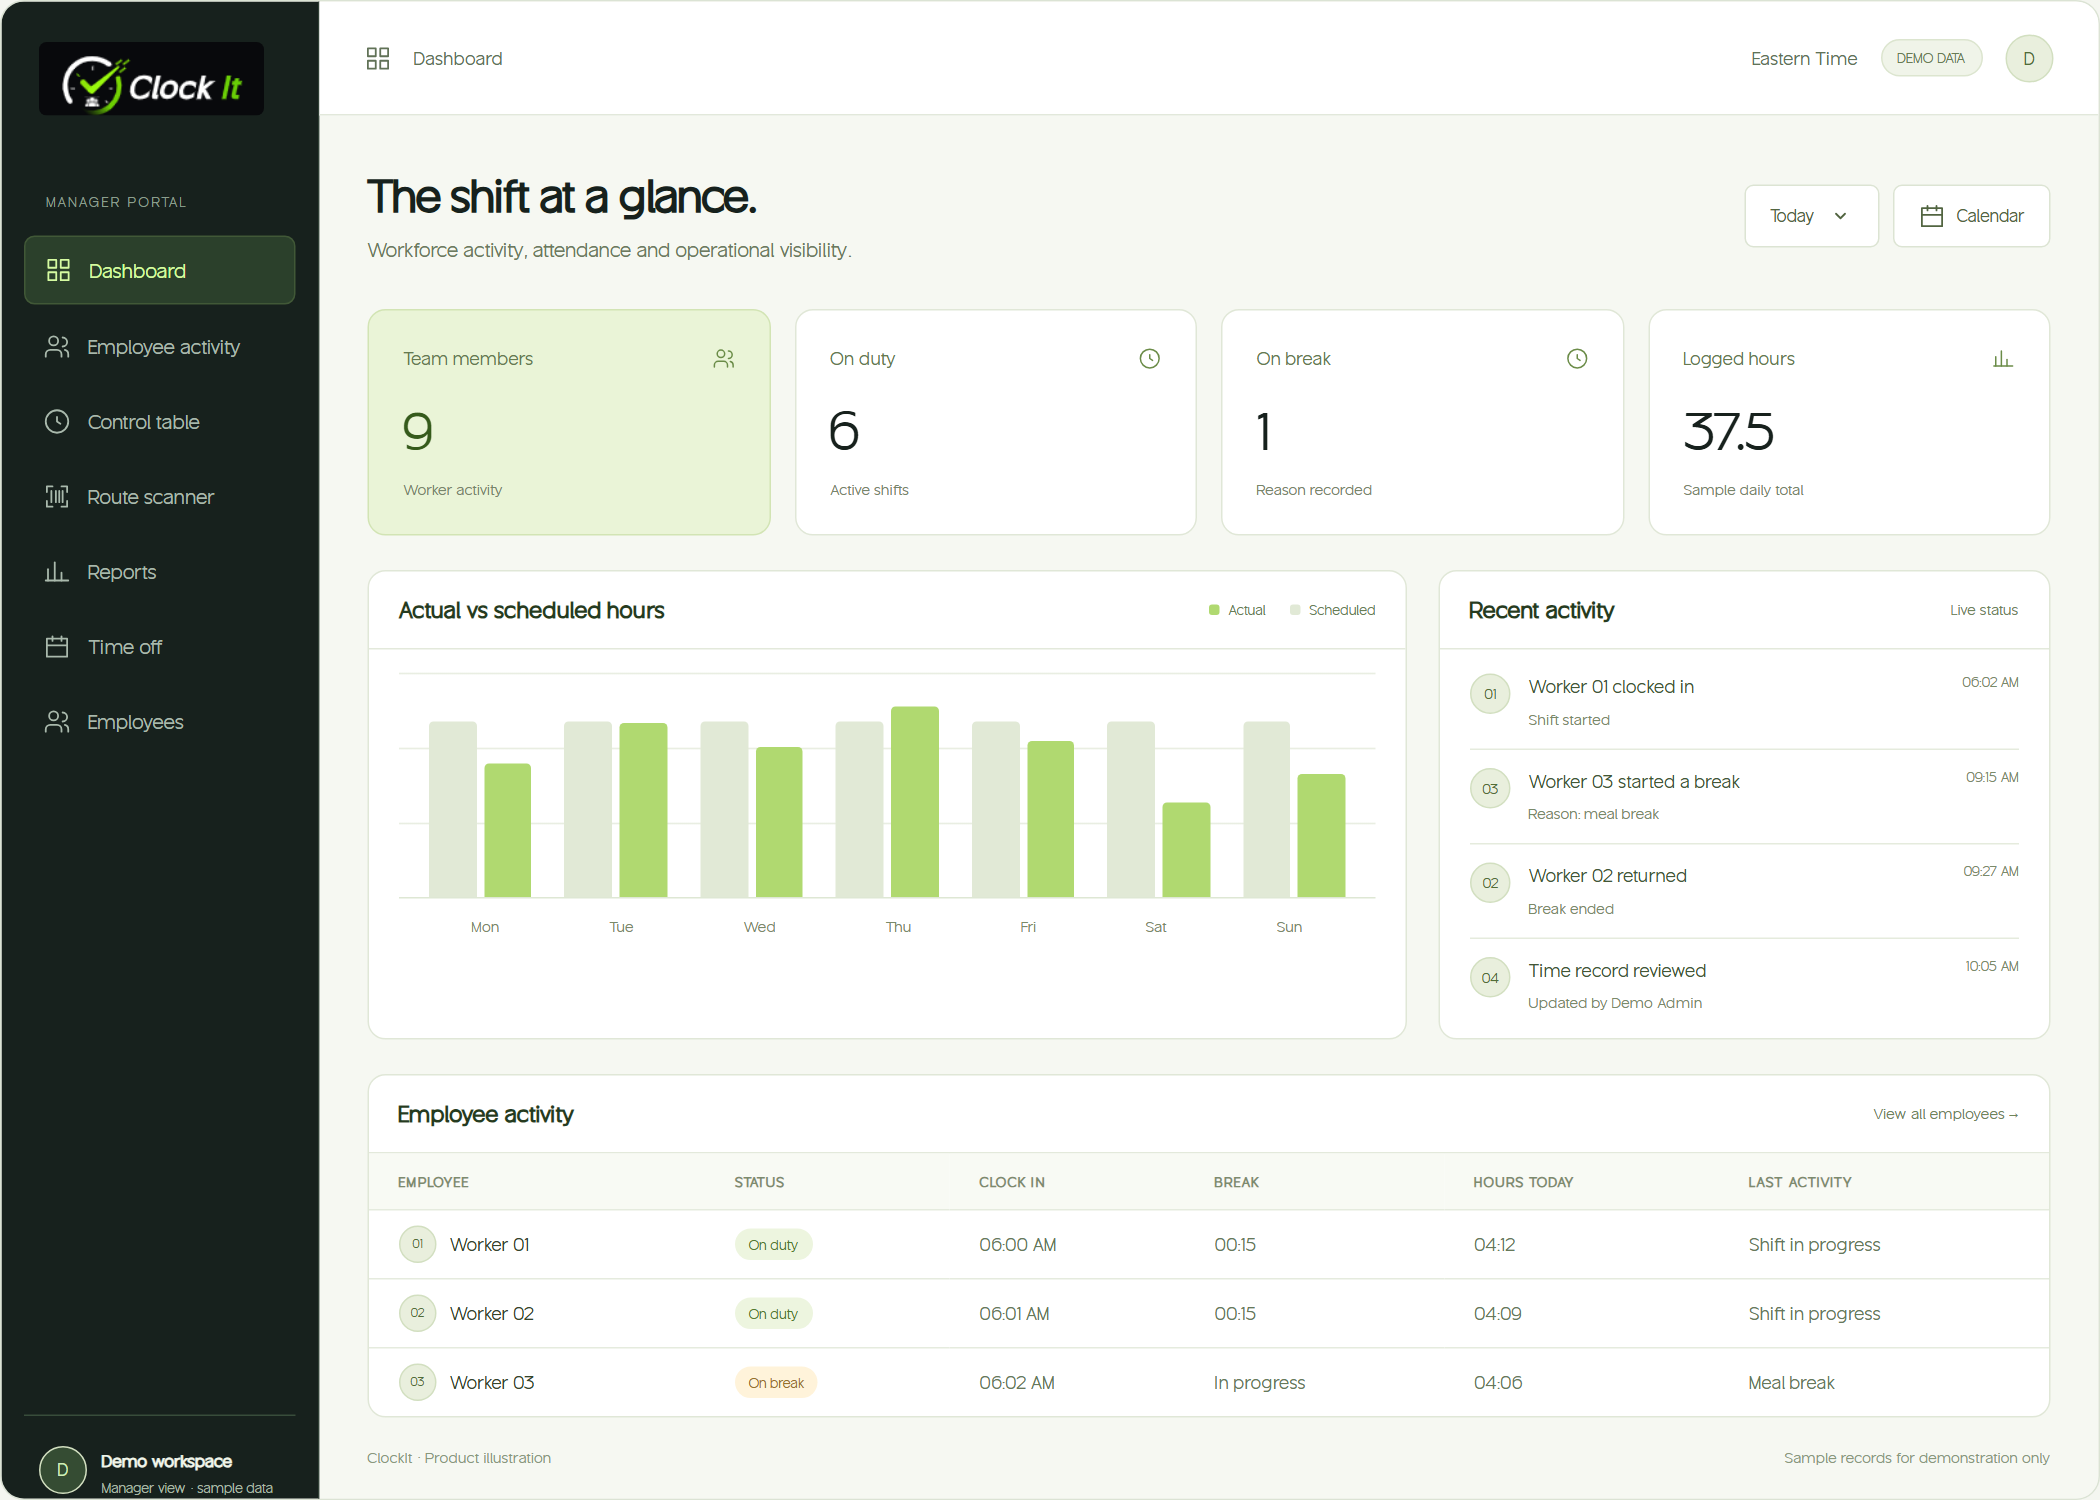 Clock It
MANAGER PORTAL
Dashboard
Employee activity
Control table
Route scanner
Reports
Time off
Employees
D
Demo workspace
Manager view · sample data
Dashboard
Eastern Time
DEMO DATA
D
The shift at a glance.
Workforce activity, attendance and operational visibility.
Today
Calendar
Team members
9
Worker activity
On duty
6
Active shifts
On break
1
Reason recorded
Logged hours
37.5
Sample daily total
Actual vs scheduled hours
Actual
Scheduled
Mon
Tue
Wed
Thu
Fri
Sat
Sun
Recent activity
Live status
01
Worker 01 clocked in
06:02 AM
Shift started
03
Worker 03 started a break
09:15 AM
Reason: meal break
02
Worker 02 returned
09:27 AM
Break ended
04
Time record reviewed
10:05 AM
Updated by Demo Admin
Employee activity
View all employees →
EMPLOYEE STATUS CLOCK IN BREAK HOURS TODAY LAST ACTIVITY
01 Worker 01 On duty 06:00 AM 00:15 04:12 Shift in progress
02 Worker 02 On duty 06:01 AM 00:15 04:09 Shift in progress
03 Worker 03 On break 06:02 AM In progress 04:06 Meal break
ClockIt · Product illustration
Sample records for demonstration only